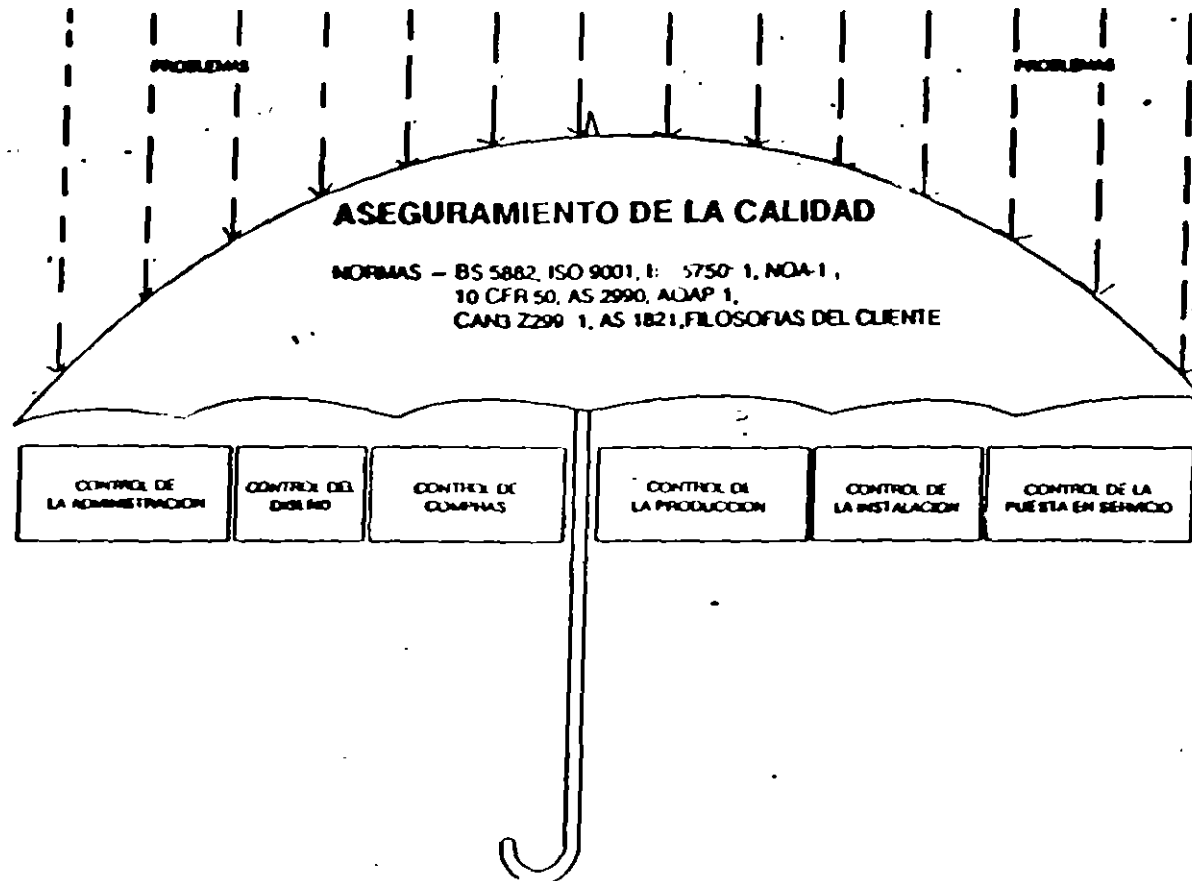 PROBLEMAS
PROBLEMAS
ASEGURAMIENTO DE LA CALIDAD
NORMAS – BS 5882, ISO 9001, 5750- 1, NQA-1,
10 CFR 50, AS 2990, AQAP 1,
CAN3 Z299 1, AS 1821, FILOSOFIAS DEL CLIENTE
CONTROL DE
LA ADMINISTRACION
CONTROL DEL
DISEÑO
CONTROL DE
COMPRAS
CONTROL DE
LA PRODUCCION
CONTROL DE
LA INSTALACION
CONTROL DE LA
PUESTA EN SERVICIO